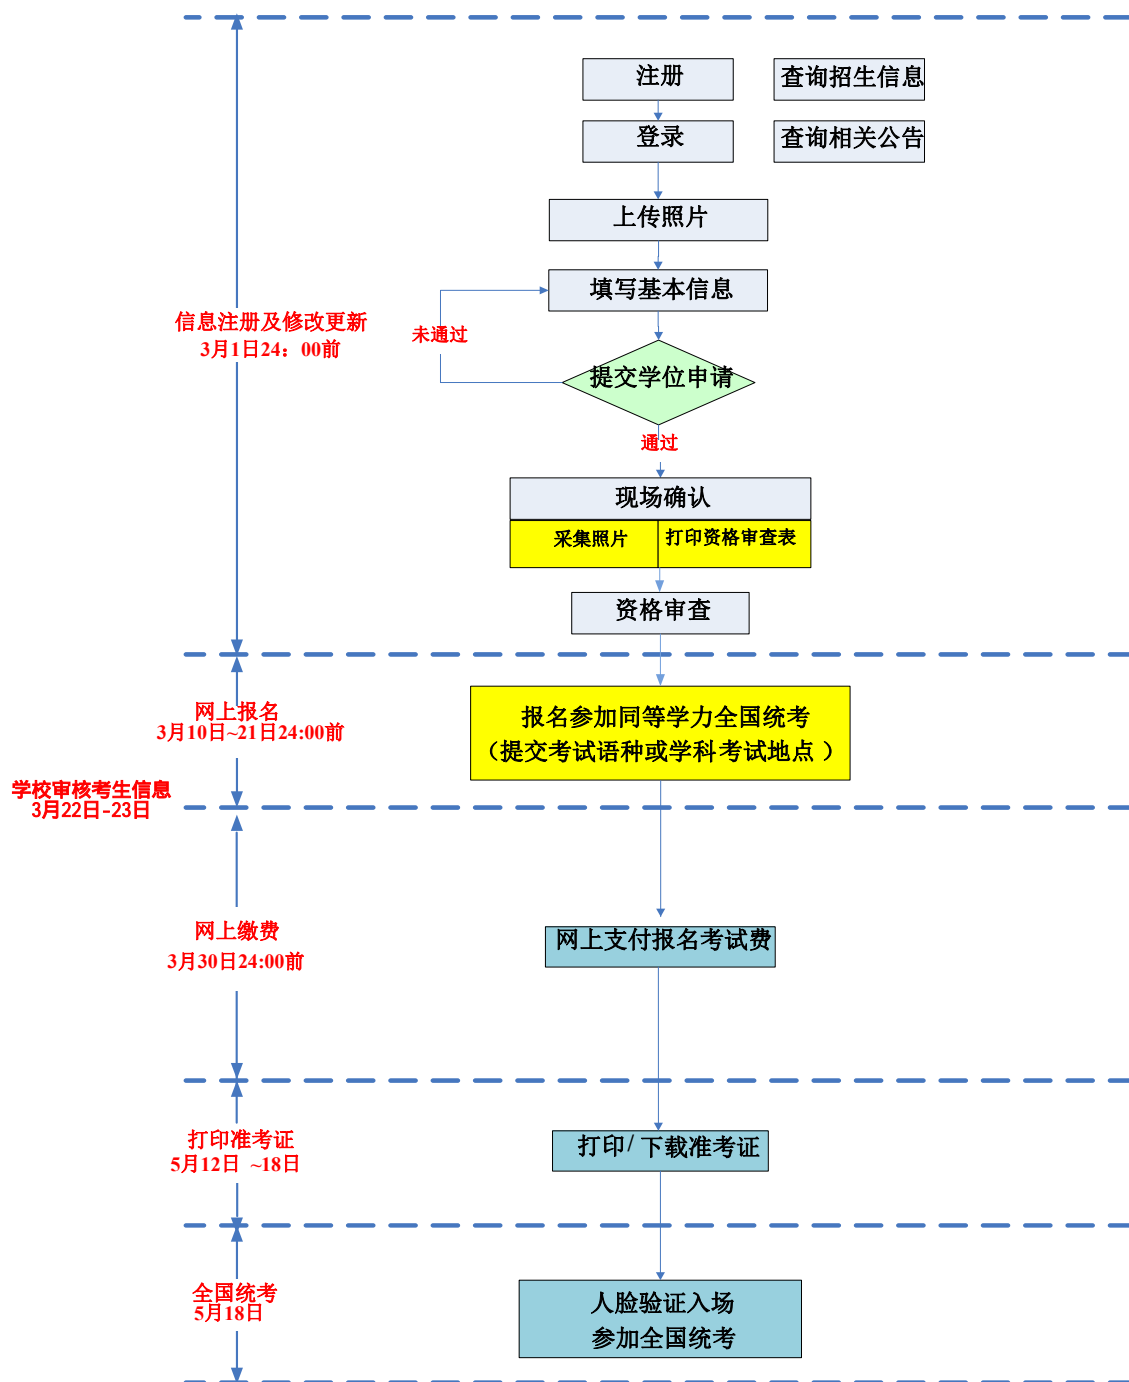 注册
查询招生信息
登录
查询相关公告
上传照片
填写基本信息
信息注册及修改更新
3月1日24：00前
未通过
提交学位申请
通过
现场确认
采集照片
打印资格审查表
资格审查
网上报名
3月10日~21日24:00前
报名参加同等学力全国统考
（提交考试语种或学科考试地点 ）
学校审核考生信息
3月22日-23日
网上缴费
3月30日24:00前
网上支付报名考试费
打印准考证
5月12日 ~18日
打印/ 下载准考证
全国统考
5月18日
人脸验证入场
参加全国统考